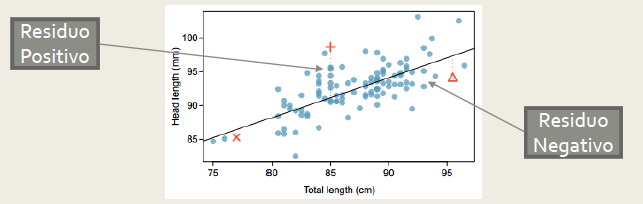 Residuo
Positivo
Head length (mm)
100
95
90
85
75
80
85
90
95
Total length (cm)
Residuo
Negativo